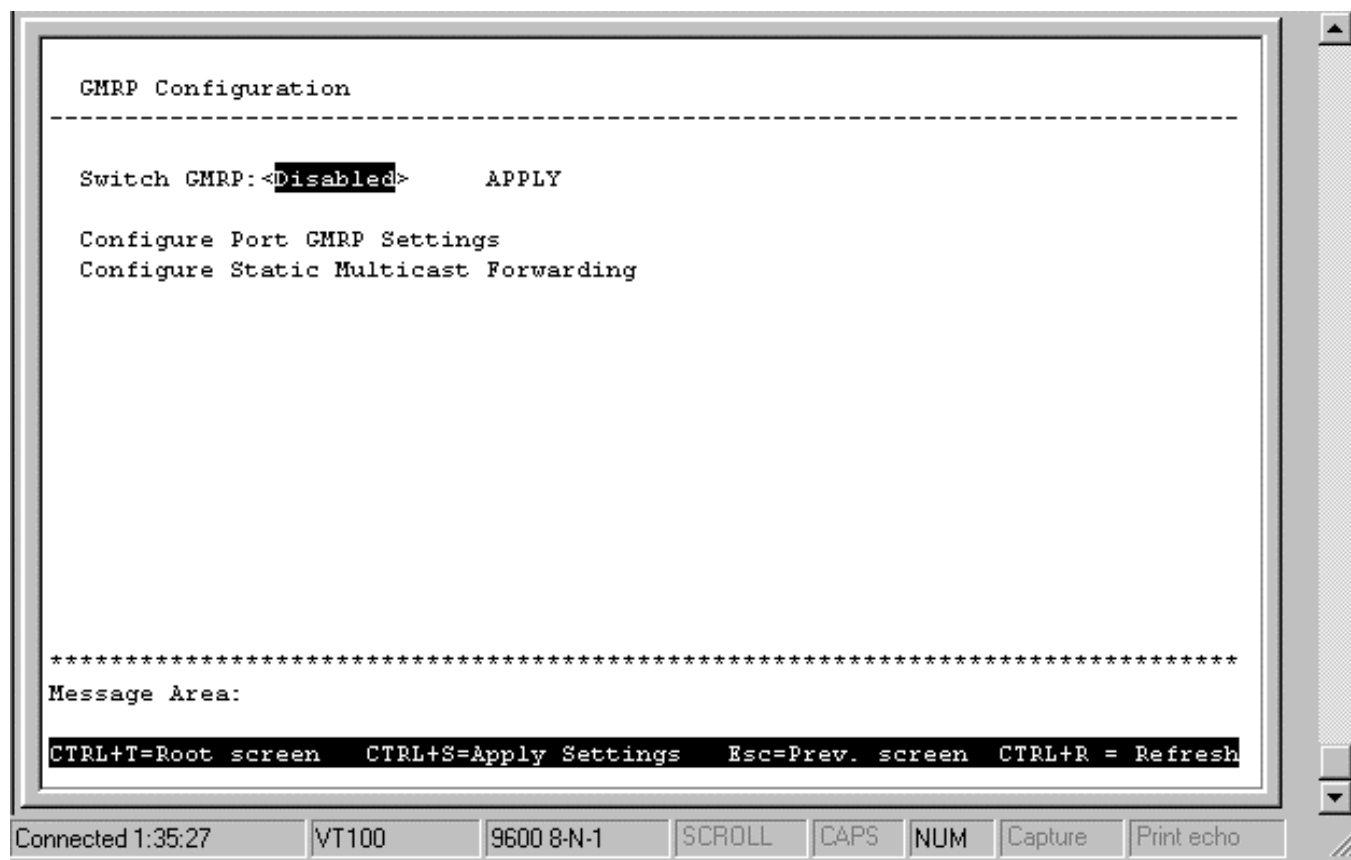 GMRP Configuration
-------------------------------------------------------------------------------
Switch GMRP:<Disabled> APPLY
Configure Port GMRP Settings
Configure Static Multicast Forwarding
*******************************************************************************
Message Area:
CTRL+T=Root screen CTRL+S=Apply Settings Esc=Prev. screen CTRL+R = Refresh
Connected 1:35:27 VT100 9600 8-N-1 SCROLL CAPS NUM Capture Print echo